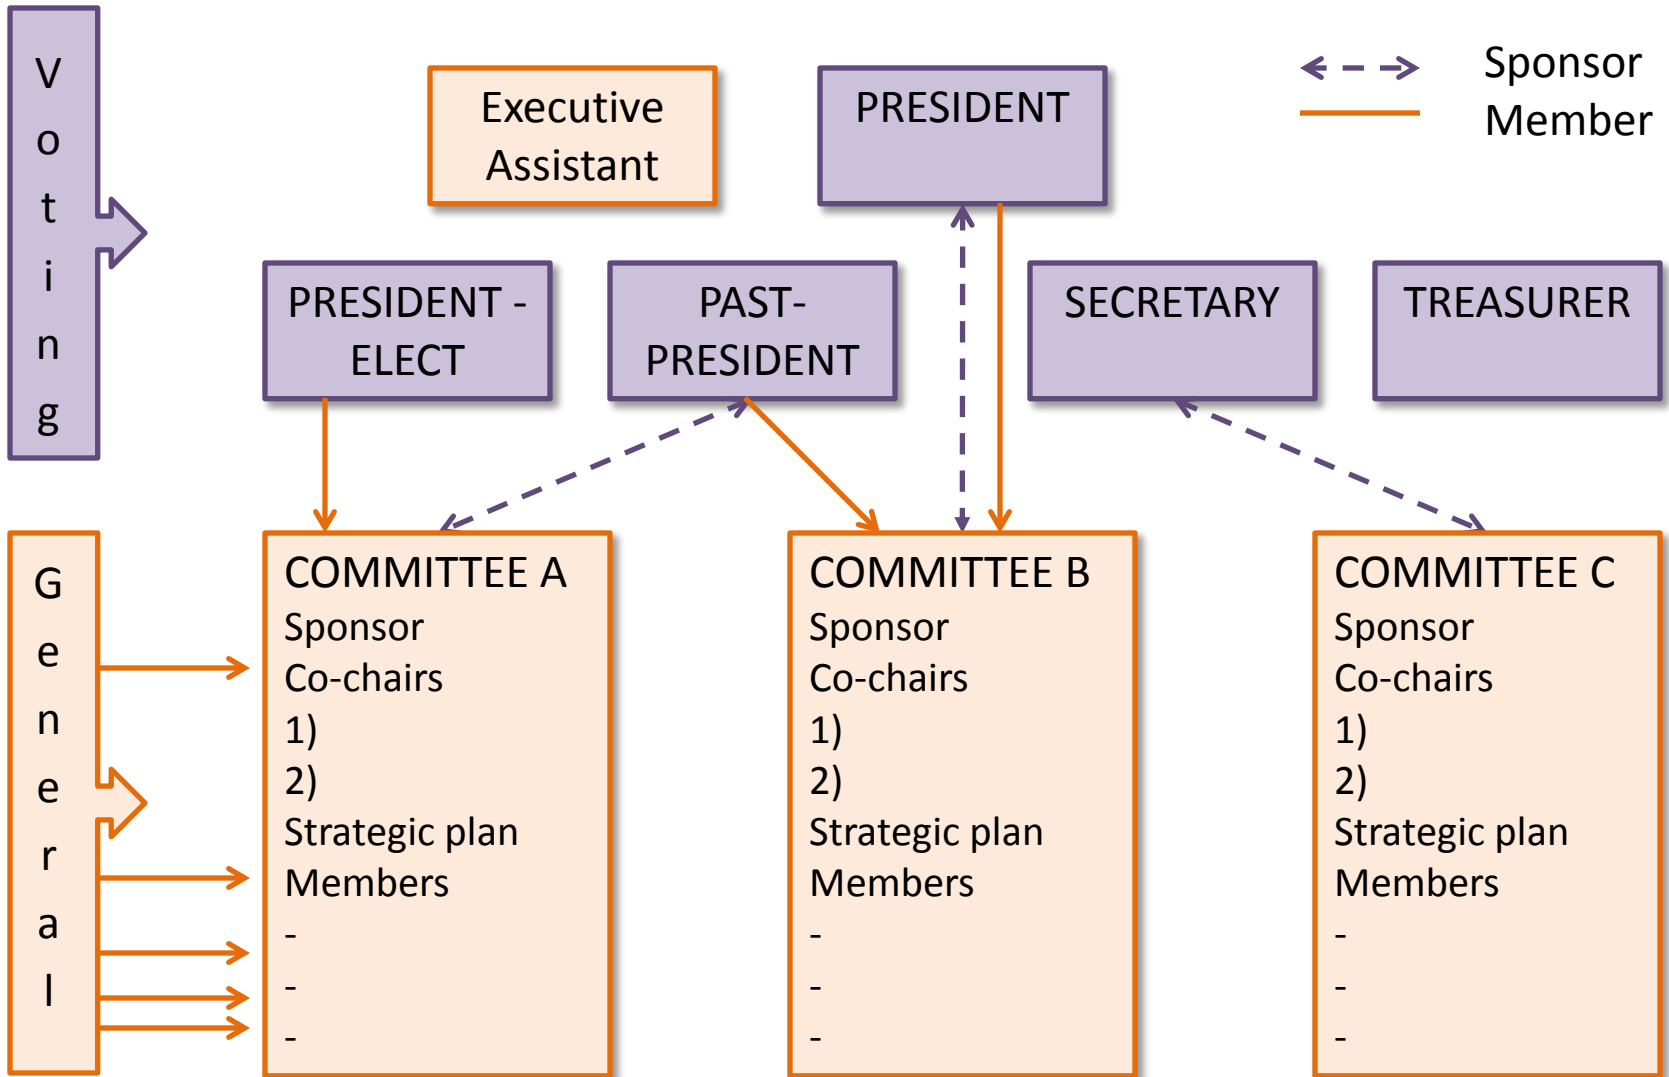 Voting
Executive
Assistant
PRESIDENT
Sponsor
Member
PRESIDENT -
ELECT
PAST-
PRESIDENT
SECRETARY
TREASURER
General
COMMITTEE A
Sponsor
Co-chairs
1)
2)
Strategic plan
Members
-
-
-
COMMITTEE B
Sponsor
Co-chairs
1)
2)
Strategic plan
Members
-
-
-
COMMITTEE C
Sponsor
Co-chairs
1)
2)
Strategic plan
Members
-
-
-